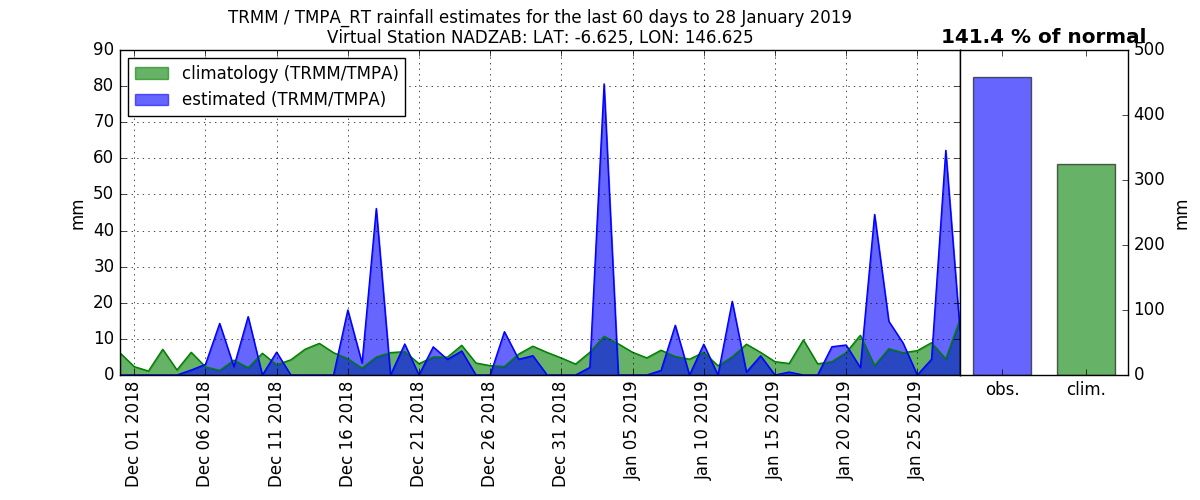 TRMM / TMPA_RT rainfall estimates for the last 60 days to 28 January 2019
Virtual Station NADZAB: LAT: -6.625, LON: 146.625
141.4 % of normal
climatology (TRMM/TMPA)
estimated (TRMM/TMPA)
90
80
70
60
50
40
30
20
10
0
mm
500
400
300
200
100
0
mm
Dec 01 2018
Dec 06 2018
Dec 11 2018
Dec 16 2018
Dec 21 2018
Dec 26 2018
Dec 31 2018
Jan 05 2019
Jan 10 2019
Jan 15 2019
Jan 20 2019
Jan 25 2019
obs.
clim.